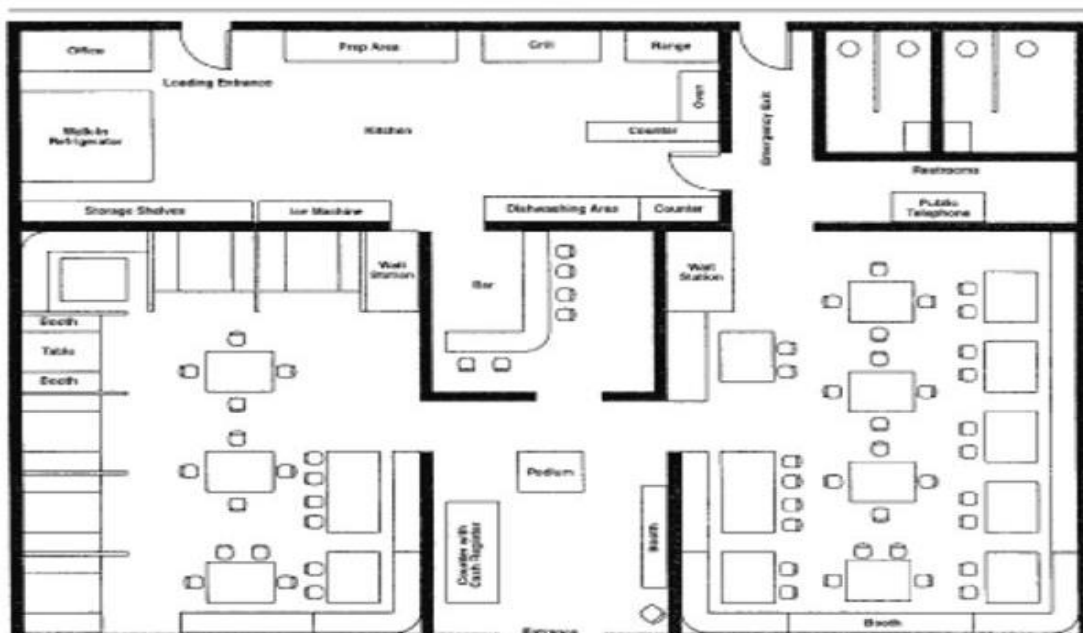 Office
Prep Area
Grill
Range
Loading Entrance
Oven
Walk-In
Refrigerator
Kitchen
Counter
Emergency Exit
Restrooms
Storage Shelves
Ice Machine
Dishwashing Area
Counter
Public
Telephone
Wait
Station
Bar
Wait
Station
Booth
Table
Booth
Podium
Counter with
Cash Register
Booth
Booth
Entrance